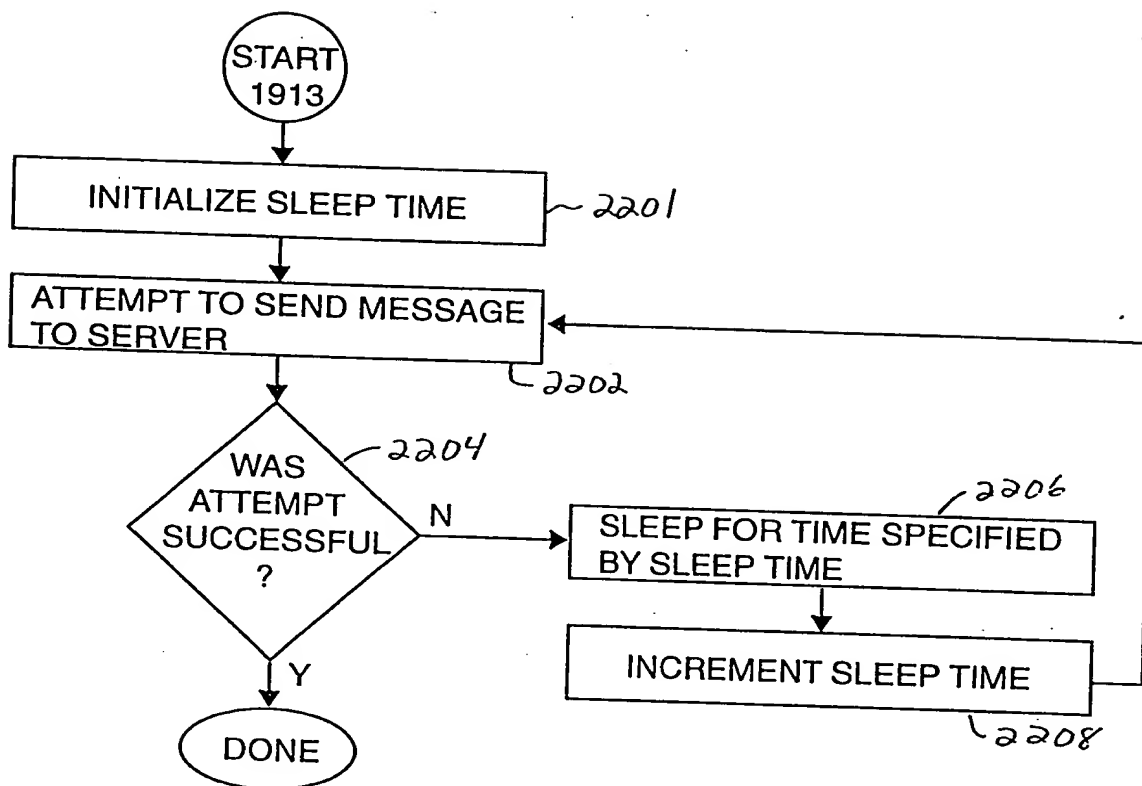 START
1913
INITIALIZE SLEEP TIME
2201
ATTEMPT TO SEND MESSAGE
TO SERVER
2202
2204
WAS
ATTEMPT
SUCCESSFUL
?
N
2206
SLEEP FOR TIME SPECIFIED
BY SLEEP TIME
INCREMENT SLEEP TIME
2208
Y
DONE